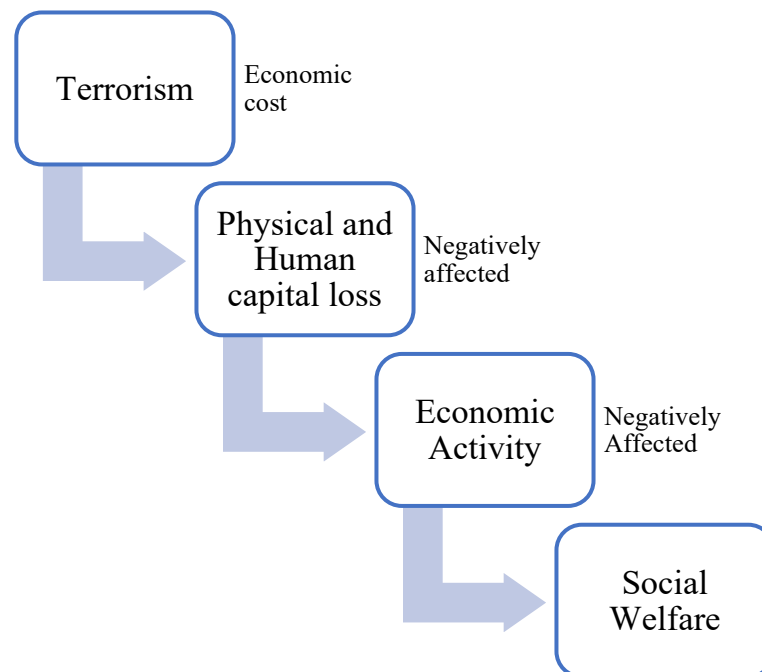 Terrorism
Economic
cost
Physical and
Human
capital loss
Negatively
affected
Economic
Activity
Negatively
Affected
Social
Welfare